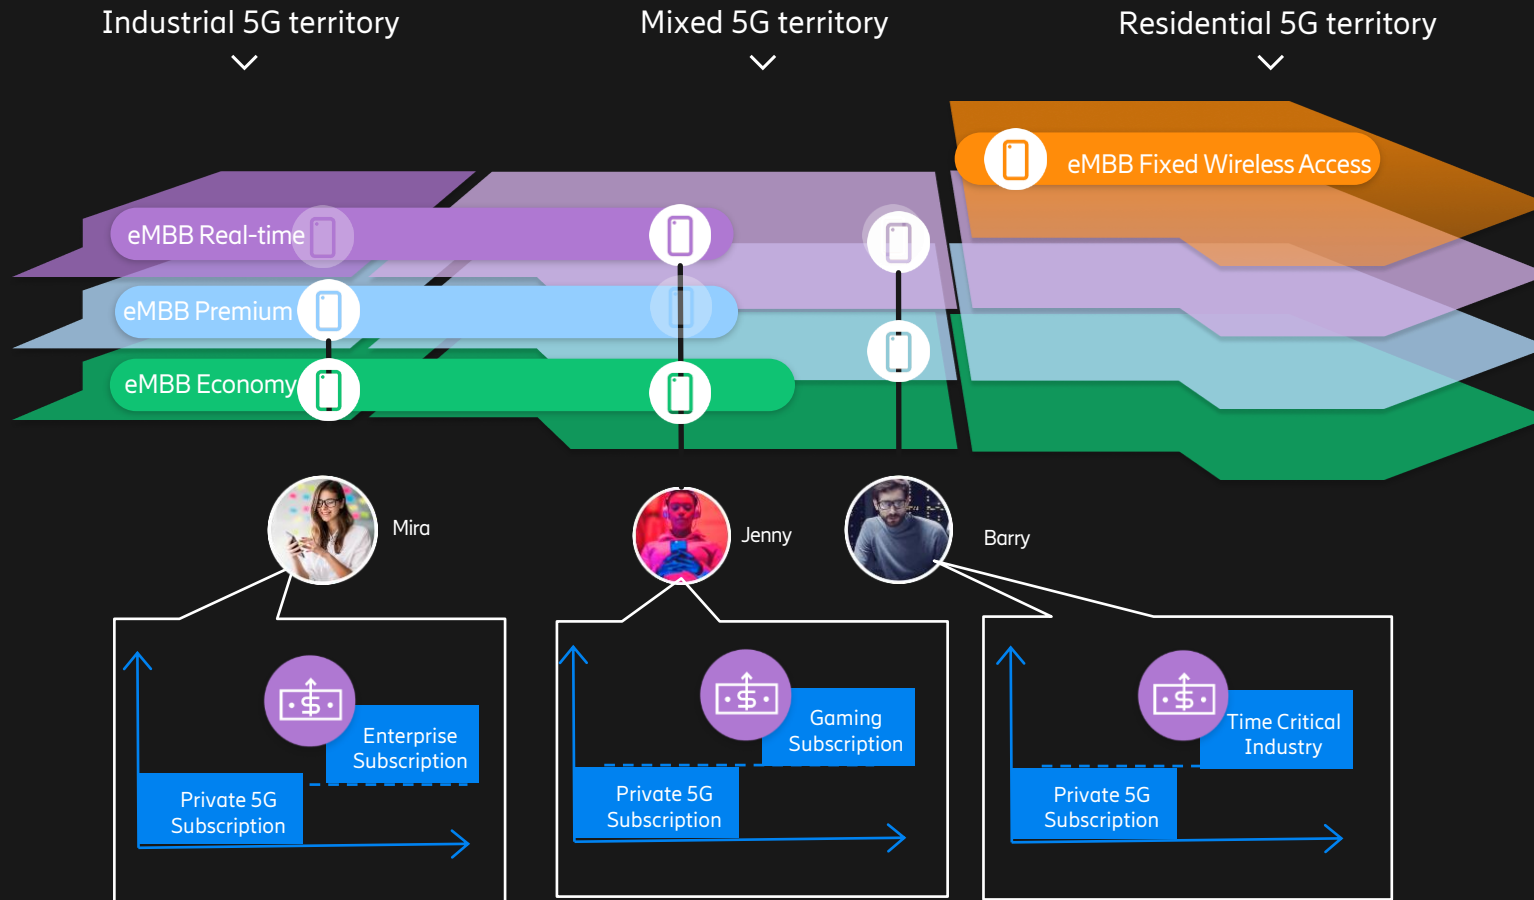 Industrial 5G territory
Mixed 5G territory
Residential 5G territory
eMBB Fixed Wireless Access
eMBB Real-time
eMBB Premium
eMBB Economy
Mira
Jenny
Barry
Enterprise
Subscription
Private 5G
Subscription
Gaming
Subscription
Private 5G
Subscription
Time Critical
Industry
Private 5G
Subscription